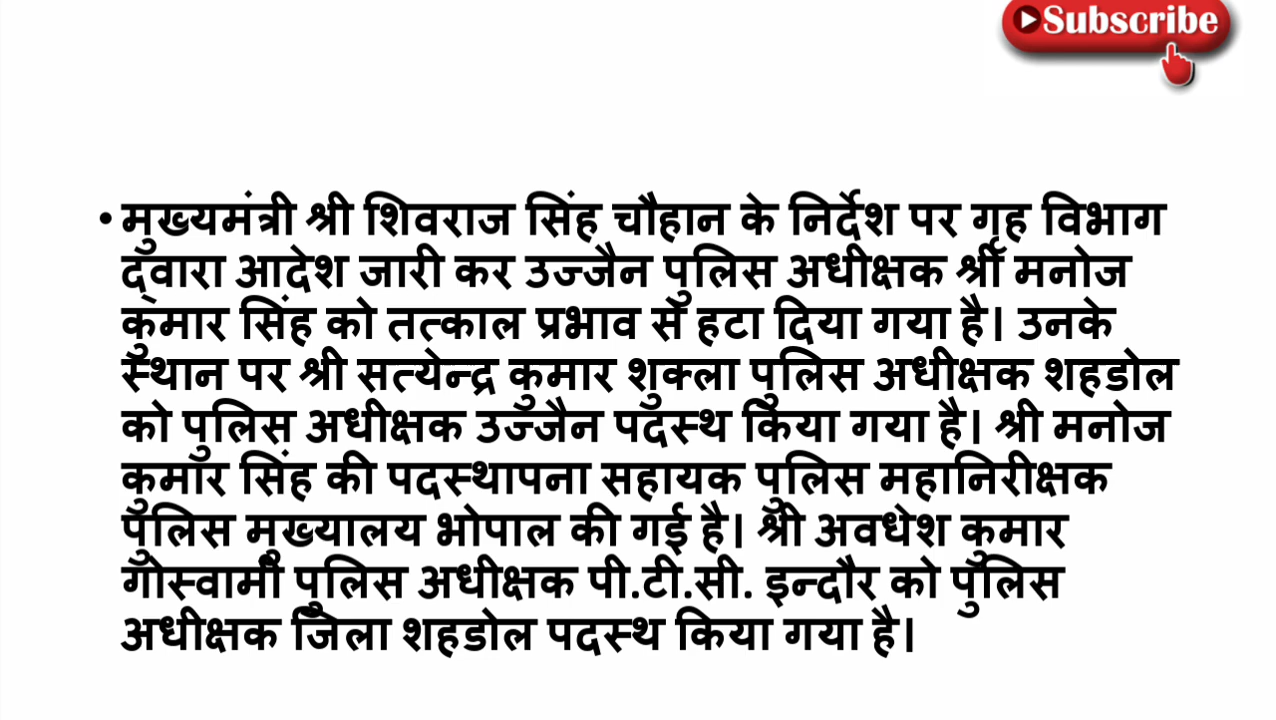 Subscribe
• मुख्यमंत्री श्री शिवराज सिंह चौहान के निर्देश पर गृह विभाग
द्वारा आदेश जारी कर उज्जैन पुलिस अधीक्षक श्री मनोज
कुमार सिंह को तत्काल प्रभाव से हटा दिया गया है। उनके
स्थान पर श्री सत्येन्द्र कुमार शुक्ला पुलिस अधीक्षक शहडोल
को पुलिस अधीक्षक उज्जैन पदस्थ किया गया है। श्री मनोज
कुमार सिंह की पदस्थापना सहायक पुलिस महानिरीक्षक
पुलिस मुख्यालय भोपाल की गई है। श्री अवधेश कुमार
गोस्वामी पुलिस अधीक्षक पी.टी.सी. इन्दौर को पुलिस
अधीक्षक जिला शहडोल पदस्थ किया गया है।